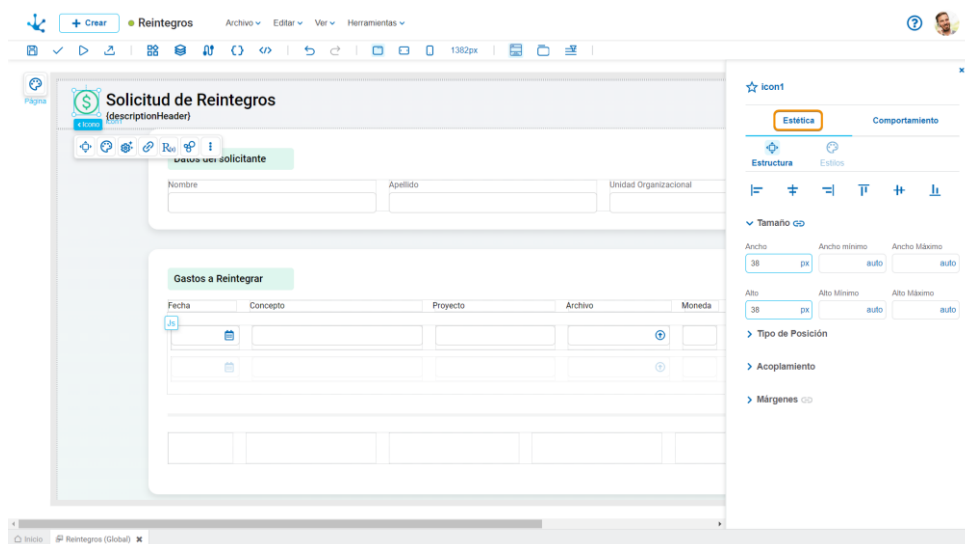 + Crear
Reintegros
Archivo
Editar
Ver
Herramientas
1382px
Página
Solicitud de Reintegros
{descriptionHeader}
Icono
icon1
Datos del solicitante
Nombre
Apellido
Unidad Organizacional
Gastos a Reintegrar
Fecha
Concepto
Proyecto
Archivo
Moneda
Js
icon1
Estética
Comportamiento
Estructura
Estilos
Tamaño
Ancho
Ancho mínimo
Ancho Máximo
38 px
auto
auto
Alto
Alto Mínimo
Alto Máximo
38 px
auto
auto
Tipo de Posición
Acoplamiento
Márgenes
Inicio
Reintegros (Global)